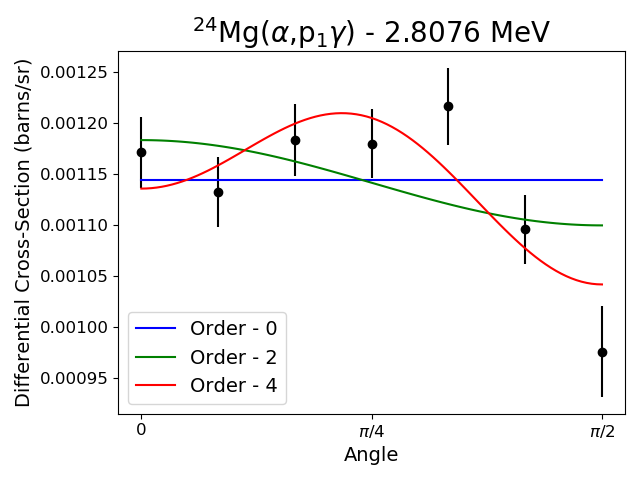 ²⁴Mg(α,p₁γ) - 2.8076 MeV
Differential Cross-Section (barns/sr)
0.00125
0.00120
0.00115
0.00110
0.00105
0.00100
0.00095
Order - 0
Order - 2
Order - 4
0
π/4
π/2
Angle